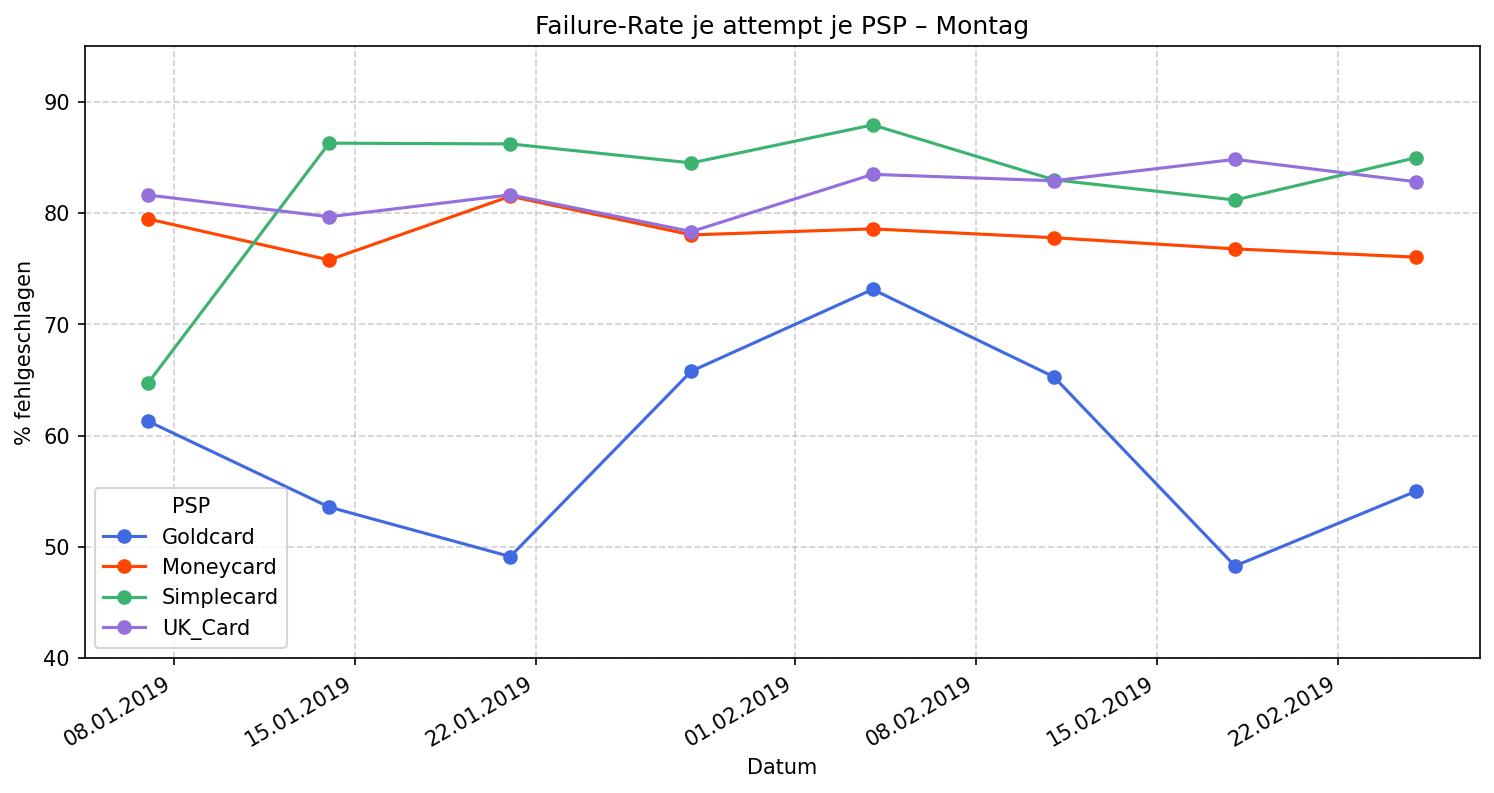 Failure-Rate je attempt je PSP – Montag
% fehlgeschlagen
90
80
70
60
50
40
PSP
Goldcard
Moneycard
Simplecard
UK_Card
08.01.2019
15.01.2019
22.01.2019
01.02.2019
08.02.2019
15.02.2019
22.02.2019
Datum